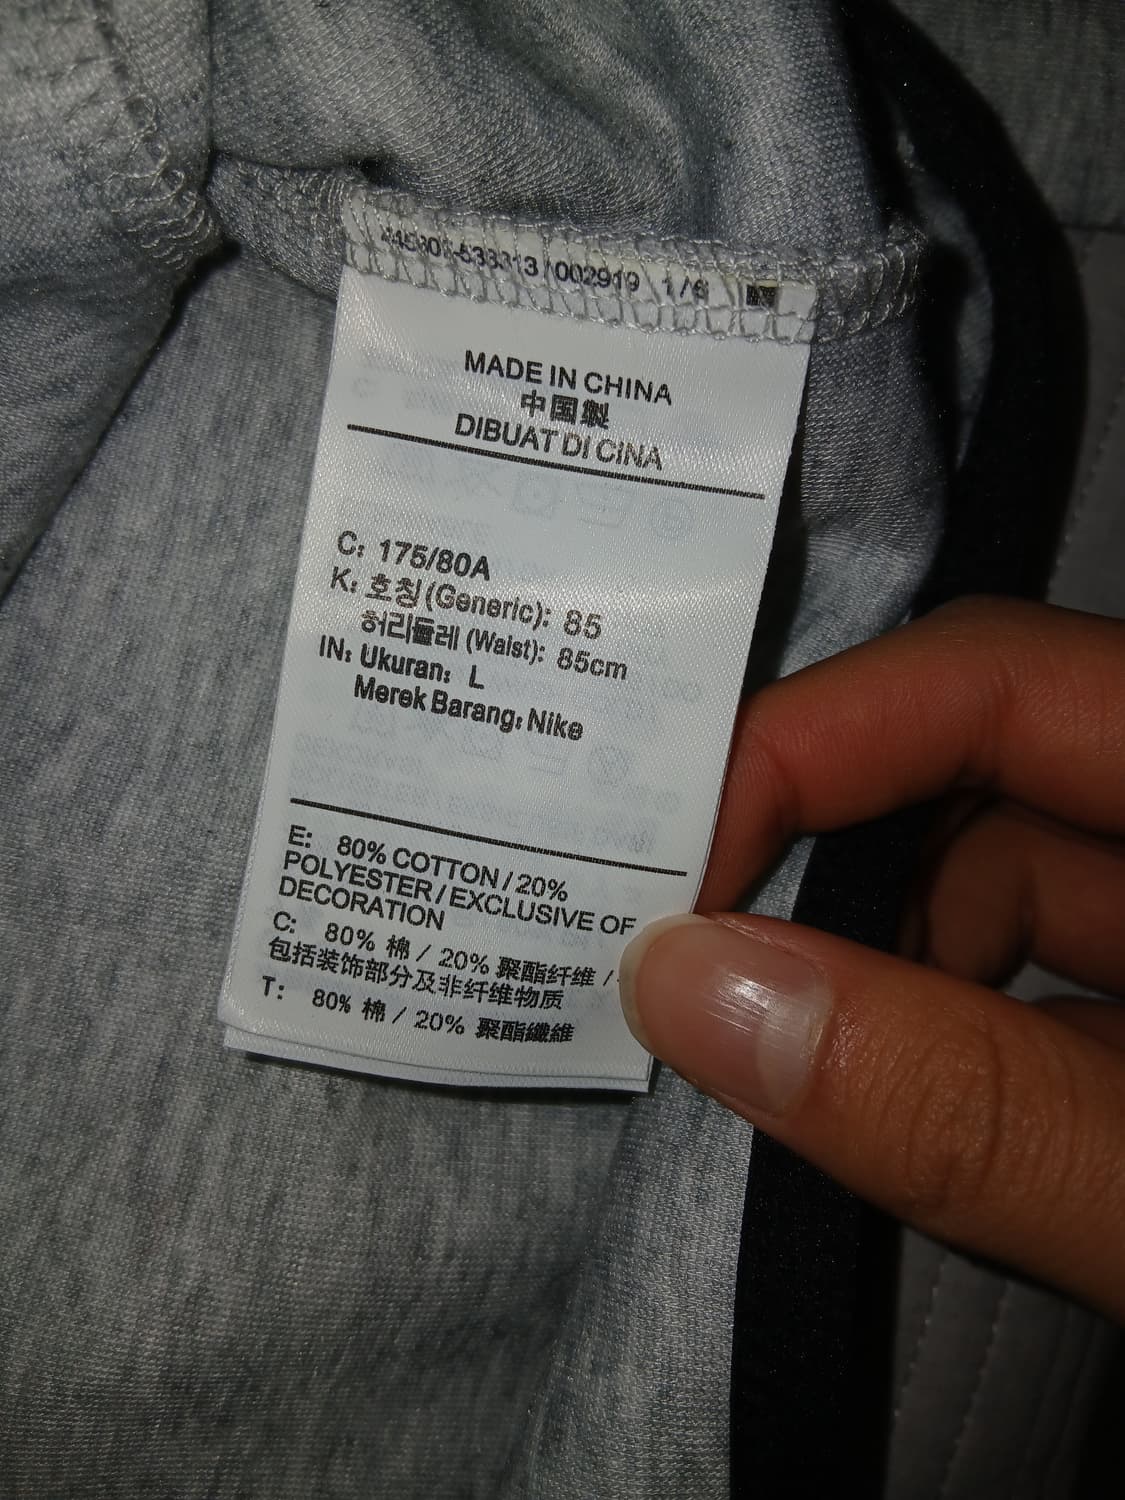 002919 1/6
MADE IN CHINA
中国製
DIBUAT DI CINA
C: 175/80A
K: 호칭 (Generic): 85
허리둘레 (Waist): 85cm
IN: Ukuran: L
Merek Barang: Nike
E: 80% COTTON / 20%
POLYESTER / EXCLUSIVE OF
DECORATION
C: 80% 棉 / 20% 聚酯纤维 /
包括装饰部分及非纤维物质
T: 80% 棉 / 20% 聚酯纖維